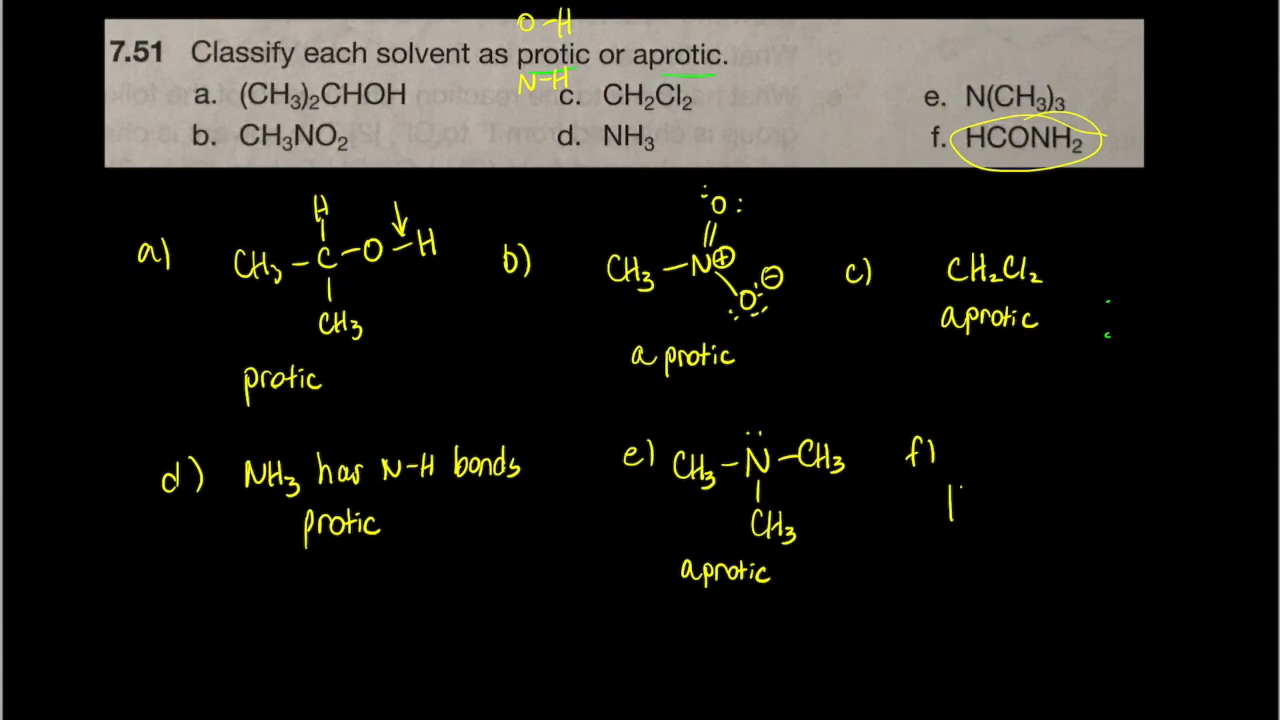 O-H
7.51 Classify each solvent as protic or aprotic.
N-H
a. (CH₃)₂CHOH c. CH₂Cl₂ e. N(CH₃)₃
b. CH₃NO₂ d. NH₃ f. HCONH₂
a) H
CH₃-C-O-H
CH₃
protic
b) :O:
CH₃-N⊕
O⊖
aprotic
c) CH₂Cl₂
aprotic
d) NH₃ has N-H bonds
protic
e) CH₃-N-CH₃
CH₃
aprotic
f)